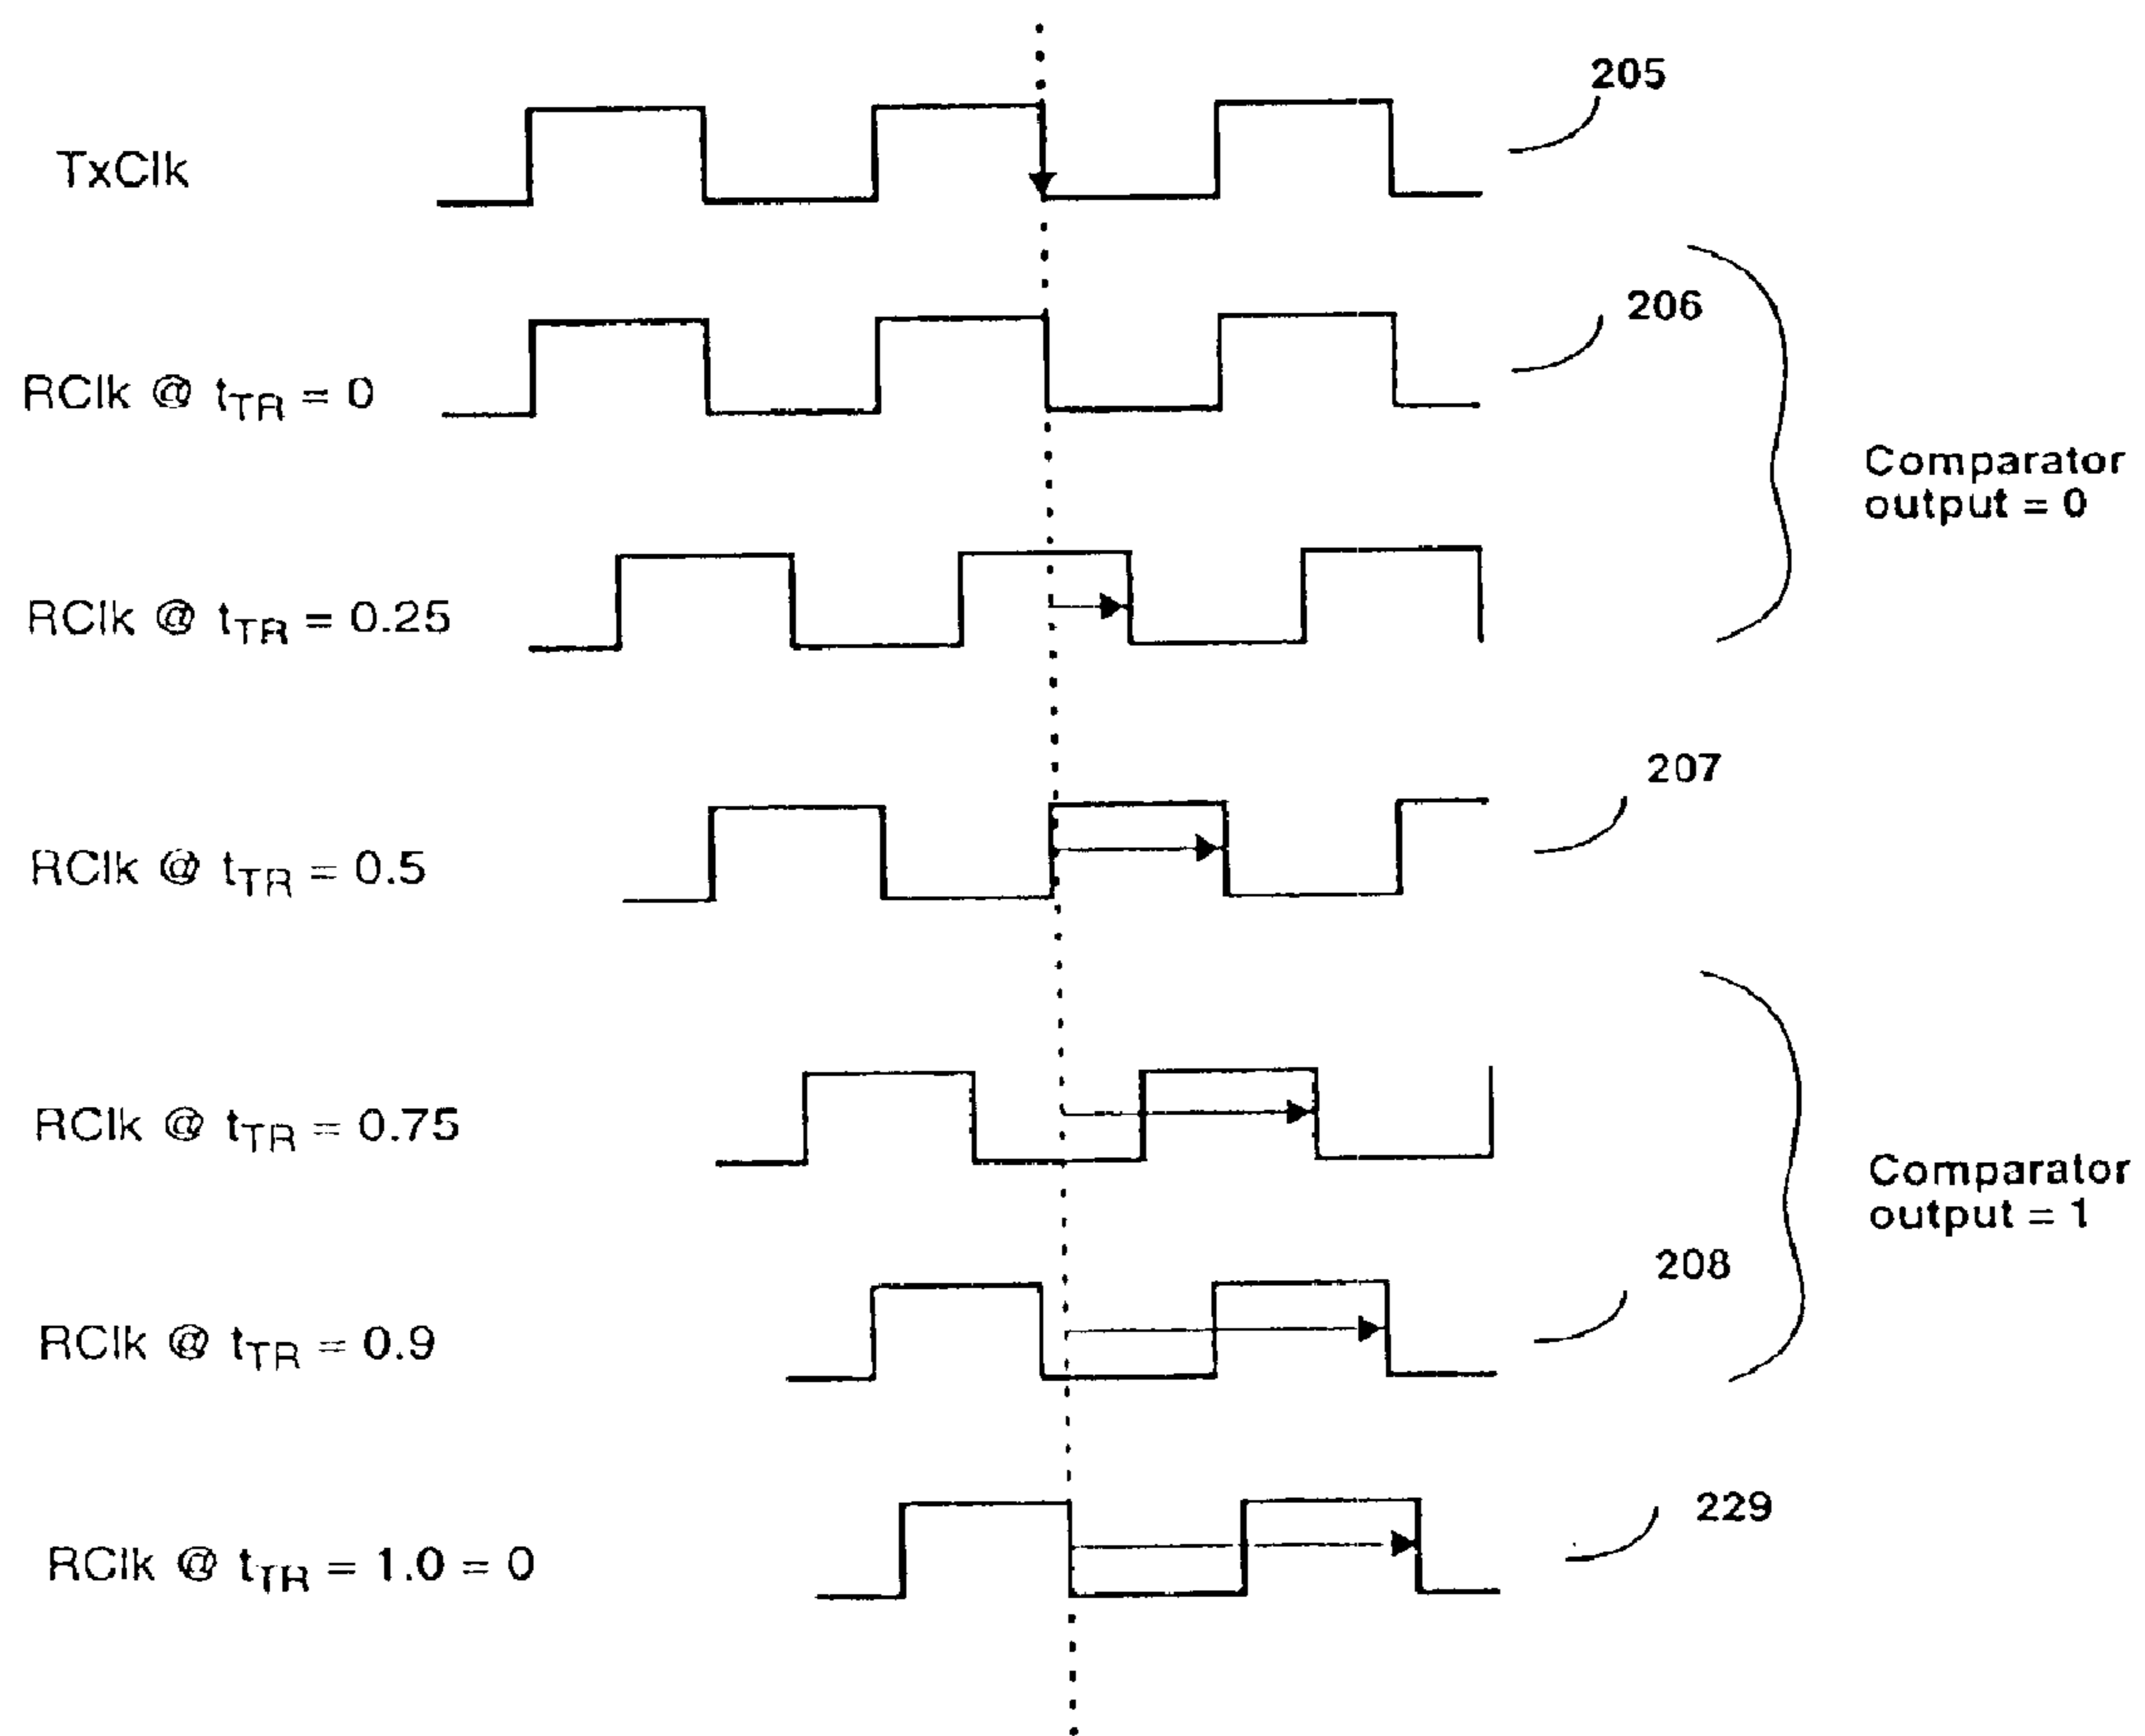 205
TxClk
206
RClk @ tTR = 0
Comparator
output = 0
RClk @ tTR = 0.25
207
RClk @ tTR = 0.5
RClk @ tTR = 0.75
Comparator
output = 1
208
RClk @ tTR = 0.9
229
RClk @ tTR = 1.0 = 0